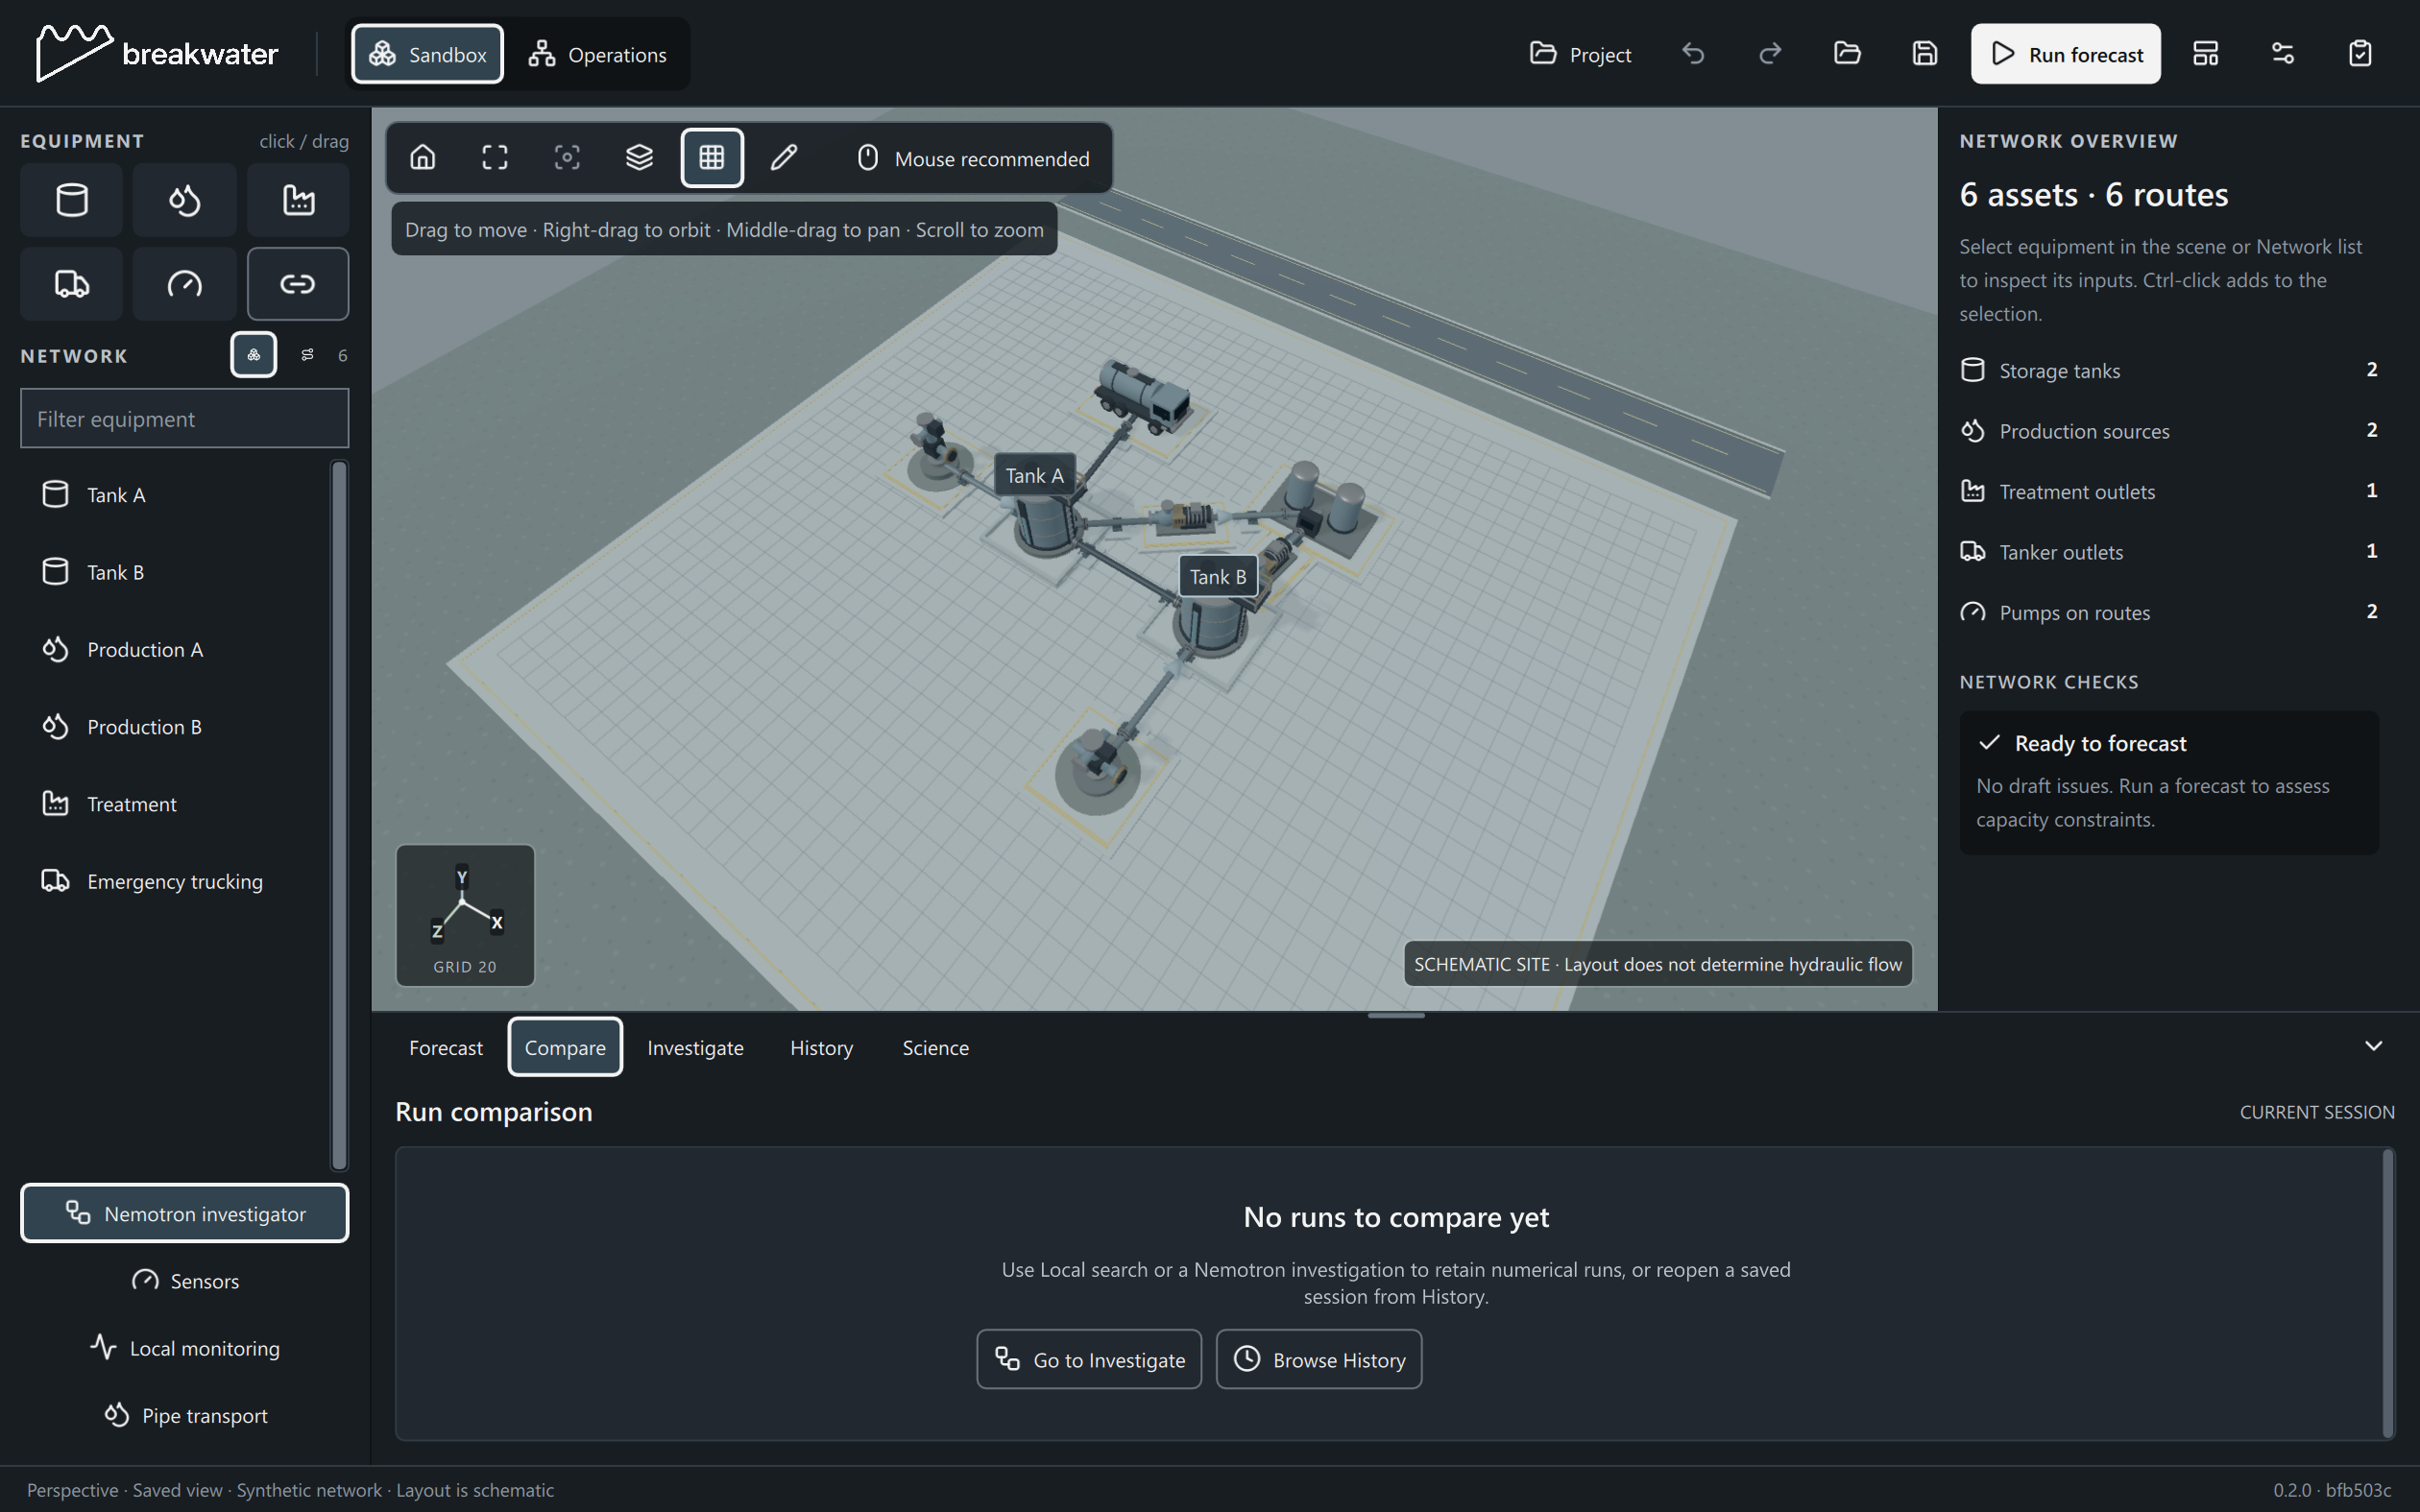 breakwater
Sandbox
Operations
Project
Run forecast
EQUIPMENT
click / drag
NETWORK
6
Filter equipment
Tank A
Tank B
Production A
Production B
Treatment
Emergency trucking
Nemotron investigator
Sensors
Local monitoring
Pipe transport
Mouse recommended
Drag to move · Right-drag to orbit · Middle-drag to pan · Scroll to zoom
Tank A
Tank B
Y
X
Z
GRID 20
SCHEMATIC SITE · Layout does not determine hydraulic flow
NETWORK OVERVIEW
6 assets · 6 routes
Select equipment in the scene or Network list
to inspect its inputs. Ctrl-click adds to the
selection.
Storage tanks 2
Production sources 2
Treatment outlets 1
Tanker outlets 1
Pumps on routes 2
NETWORK CHECKS
Ready to forecast
No draft issues. Run a forecast to assess
capacity constraints.
Forecast
Compare
Investigate
History
Science
Run comparison
CURRENT SESSION
No runs to compare yet
Use Local search or a Nemotron investigation to retain numerical runs, or reopen a saved
session from History.
Go to Investigate
Browse History
Perspective · Saved view · Synthetic network · Layout is schematic
0.2.0 · bfb503c